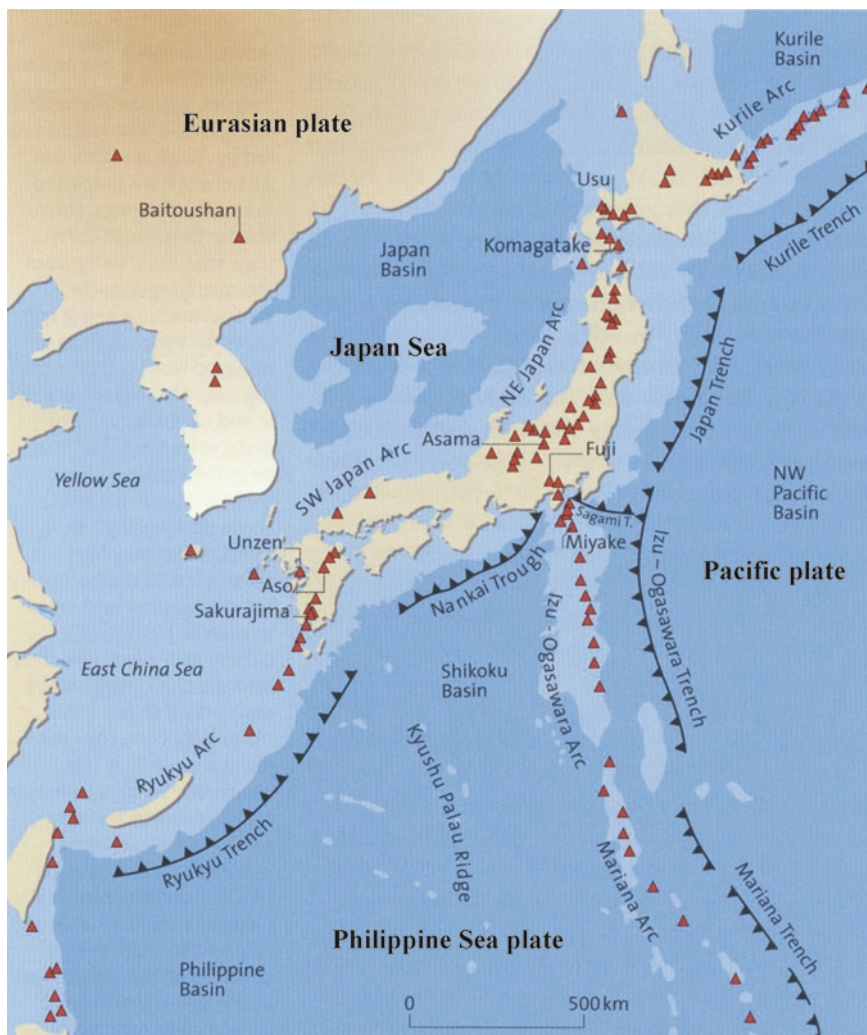 Kurile
Basin
Eurasian plate
Kurile Arc
Usu
Baitoushan
Japan
Basin
Komagatake
Kurile Trench
NE Japan Arc
Japan Sea
Japan Trench
Asama
Fuji
SW Japan Arc
Yellow Sea
NW
Pacific
Basin
Sagami T.
Unzen
Miyake
Nankai Trough
Pacific plate
Aso
Sakurajima
Izu - Ogasawara Arc
Izu – Ogasawara Trench
East China Sea
Shikoku
Basin
Ryukyu Arc
Kyushu Palau Ridge
Ryukyu Trench
Mariana Arc
Mariana Trench
Philippine Sea plate
Philippine
Basin
0
500 km